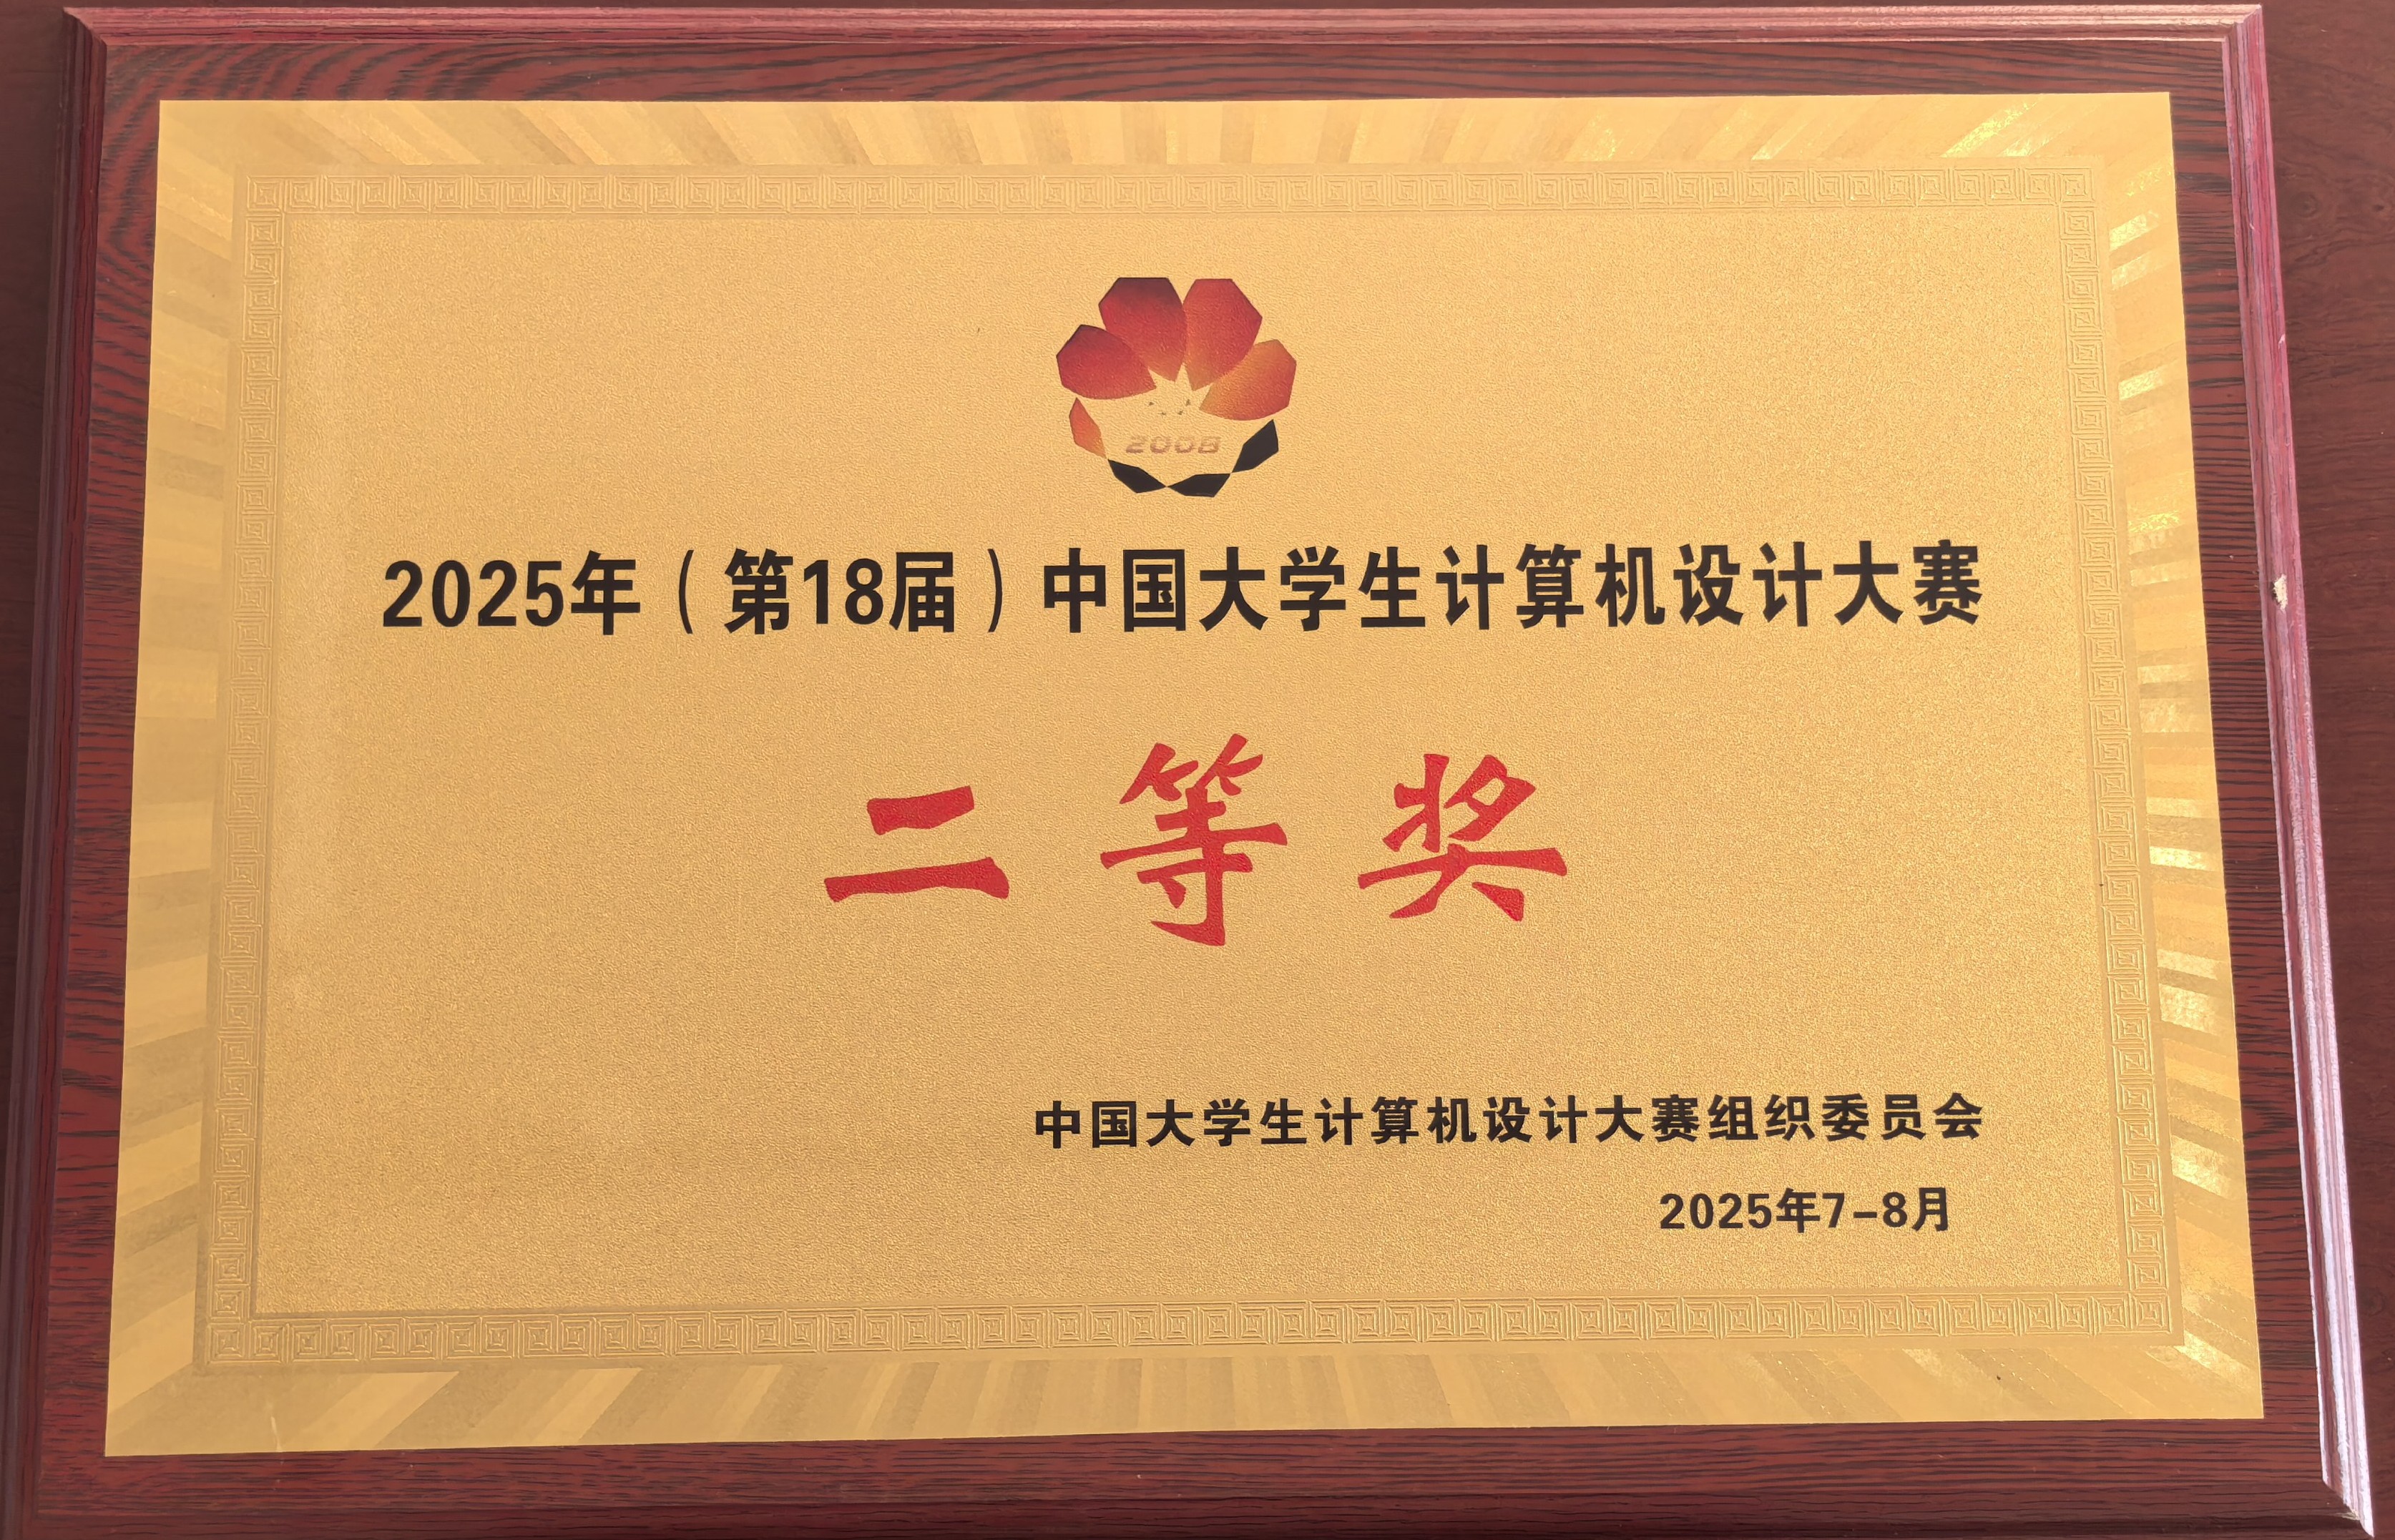 2008
2025年（第18届）中国大学生计算机设计大赛
二等奖
中国大学生计算机设计大赛组织委员会
2025年7-8月